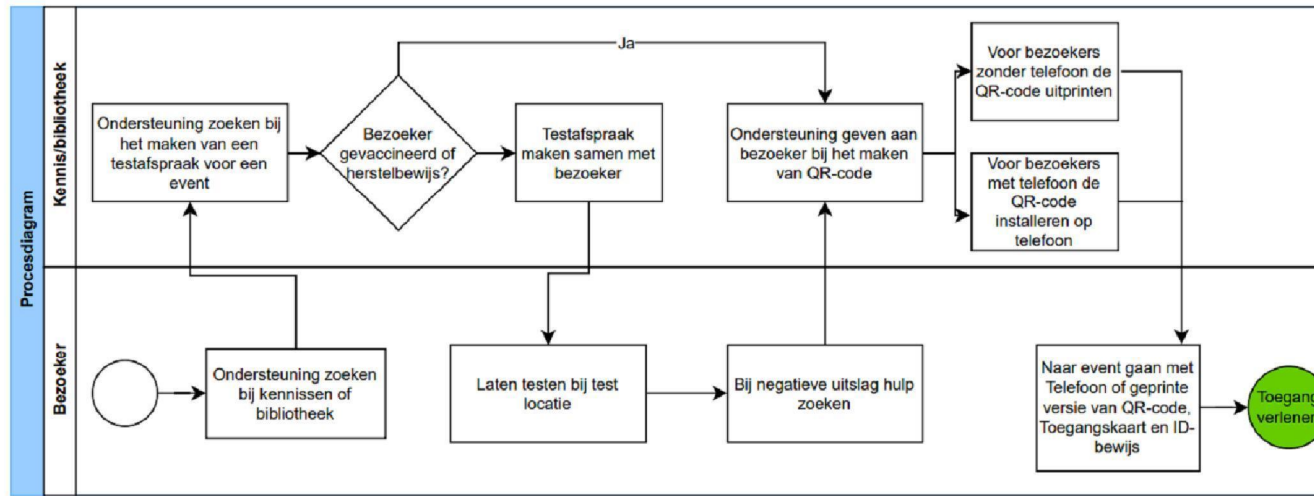 Procesdiagram
Kennis/bibliotheek
Ondersteuning zoeken bij
het maken van een
testafspraak voor een
event
Bezoeker
gevaccineerd of
herstelbewijs?
Ja
Testafspraak
maken samen met
bezoeker
Ondersteuning geven aan
bezoeker bij het maken
van QR-code
Voor bezoekers
zonder telefoon de
QR-code uitprinten
Voor bezoekers
met telefoon de
QR-code
installeren op
telefoon
Bezoeker
Ondersteuning zoeken
bij kennissen of
bibliotheek
Laten testen bij test
locatie
Bij negatieve uitslag hulp
zoeken
Naar event gaan met
Telefoon of geprinte
versie van QR-code,
Toegangskaart en ID-
bewijs
Toegang
verlenen